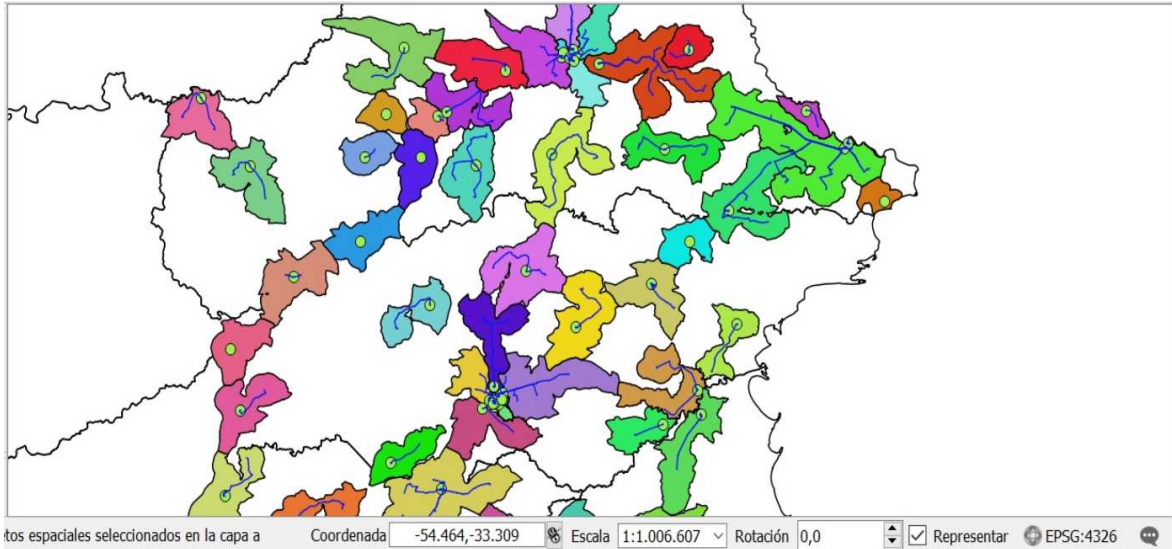 etos espaciales seleccionados en la capa a Coordenada -54.464,-33.309 Escala 1:1.006.607 Rotación 0,0 Representar EPSG:4326